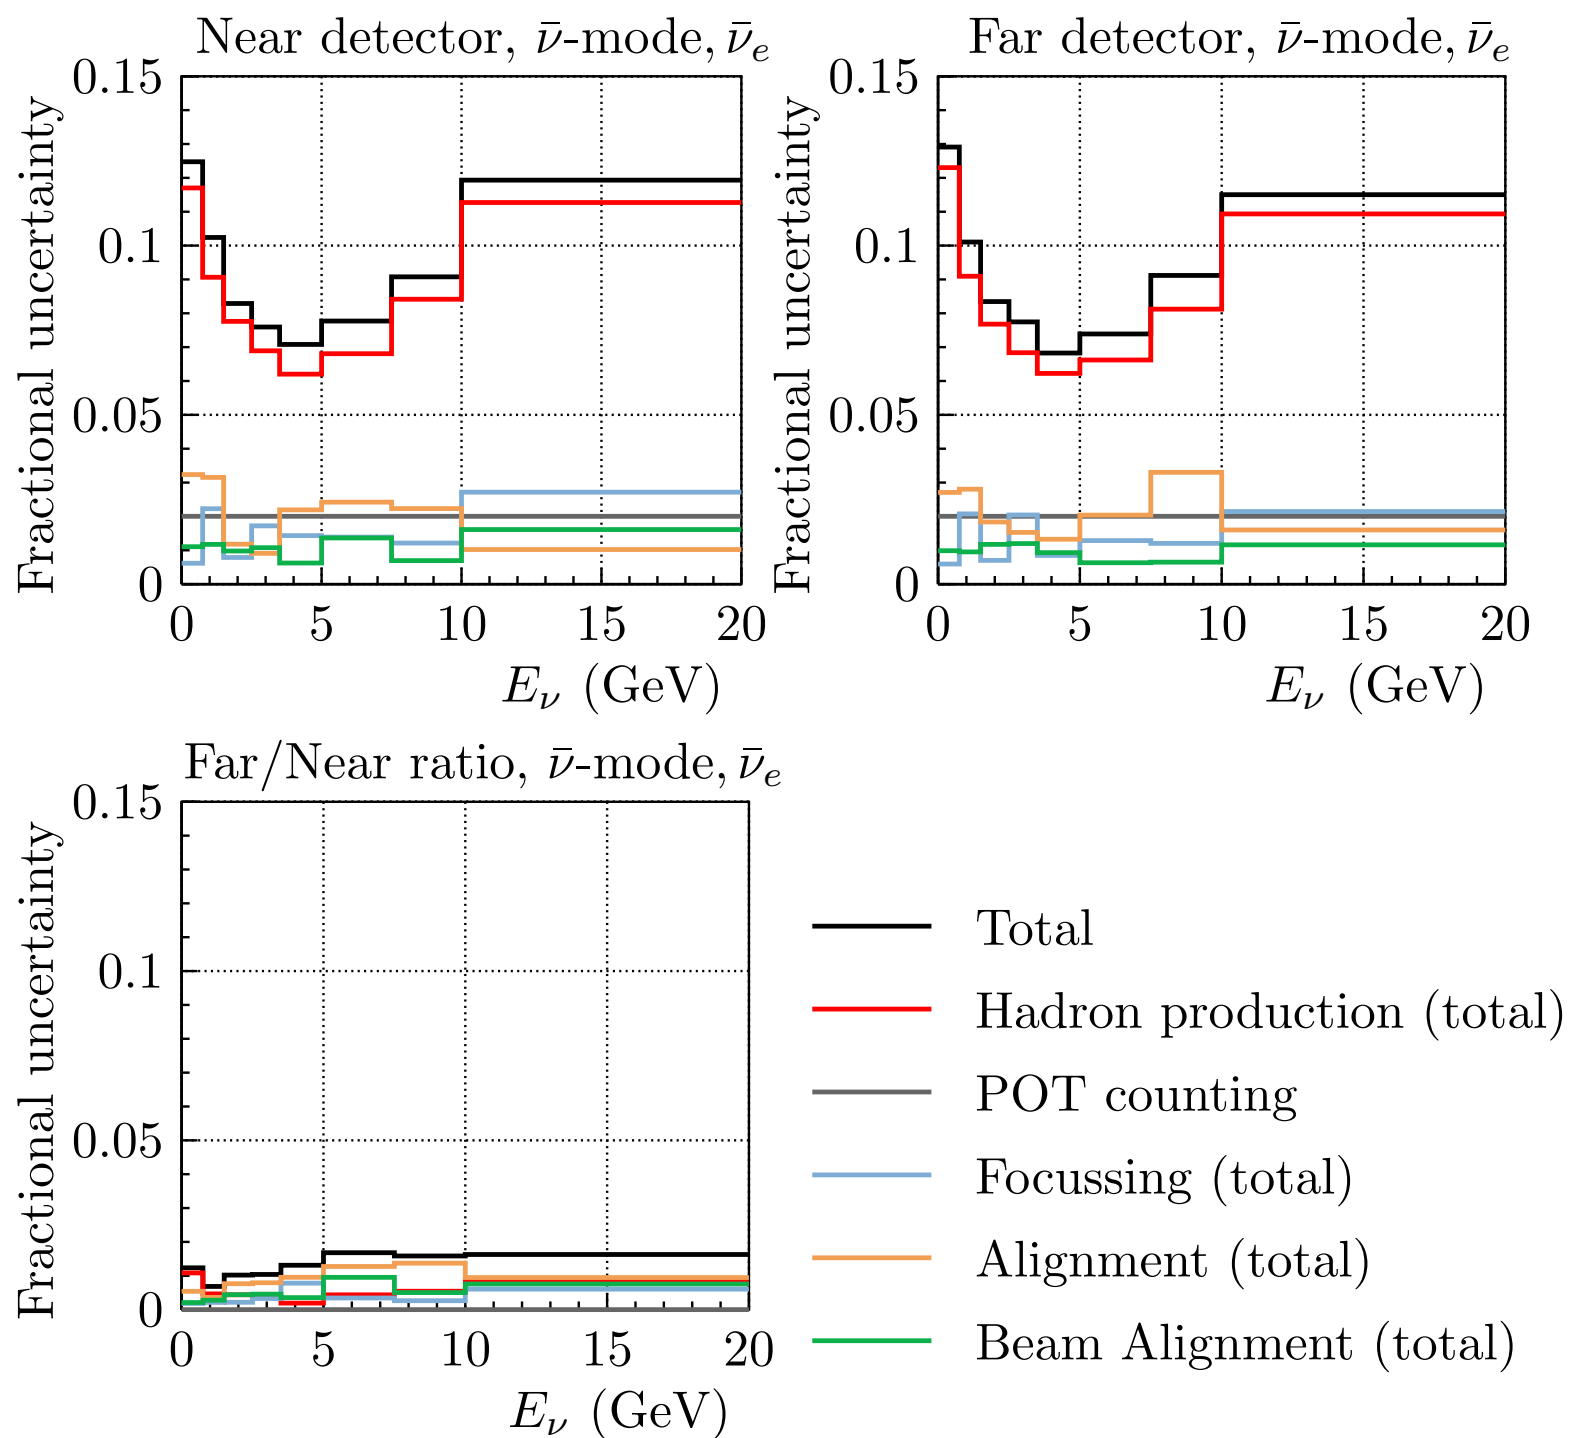 Near detector, ν̄-mode, ν̄ₑ
Fractional uncertainty
0.15
0.1
0.05
0
0 5 10 15 20
Eᵥ (GeV)
Far detector, ν̄-mode, ν̄ₑ
Fractional uncertainty
0.15
0.1
0.05
0
0 5 10 15 20
Eᵥ (GeV)
Far/Near ratio, ν̄-mode, ν̄ₑ
Fractional uncertainty
0.15
0.1
0.05
0
0 5 10 15 20
Eᵥ (GeV)
Total
Hadron production (total)
POT counting
Focussing (total)
Alignment (total)
Beam Alignment (total)